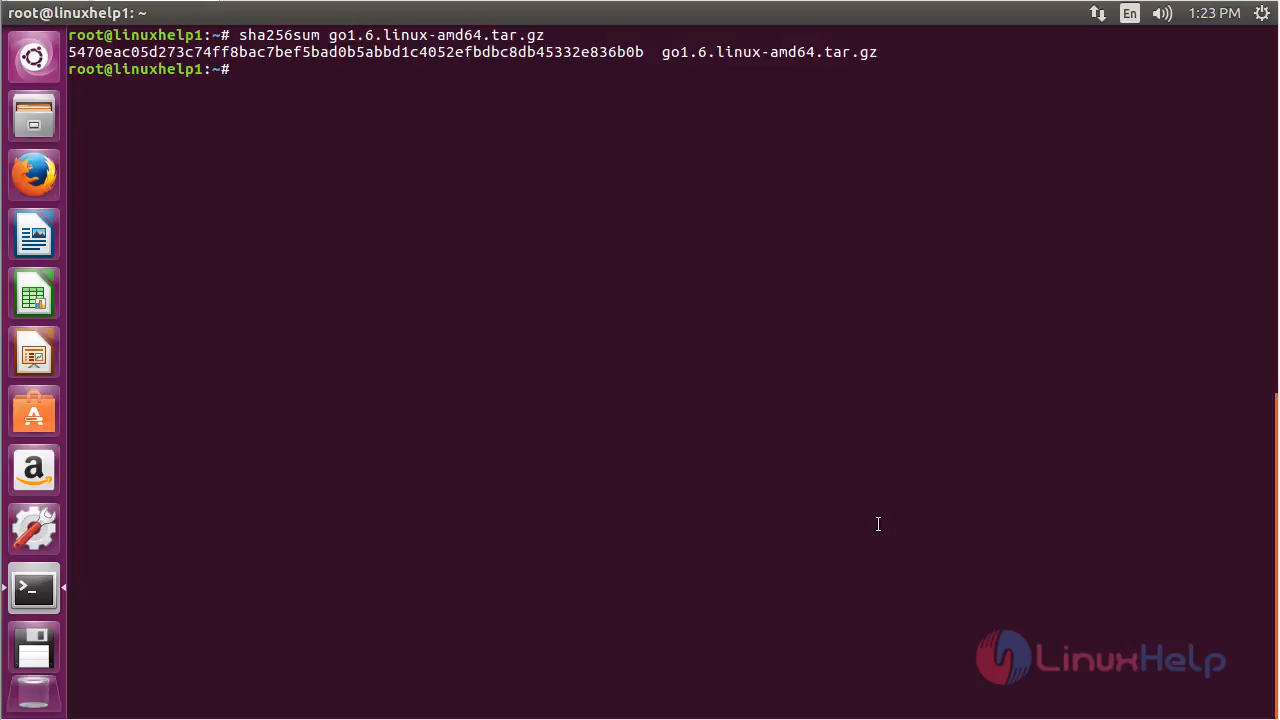 root@linuxhelp1: ~
En
1:23 PM
root@linuxhelp1:~# sha256sum go1.6.linux-amd64.tar.gz
5470eac05d273c74ff8bac7bef5bad0b5abbd1c4052efbdbc8db45332e836b0b  go1.6.linux-amd64.tar.gz
root@linuxhelp1:~#
LinuxHelp